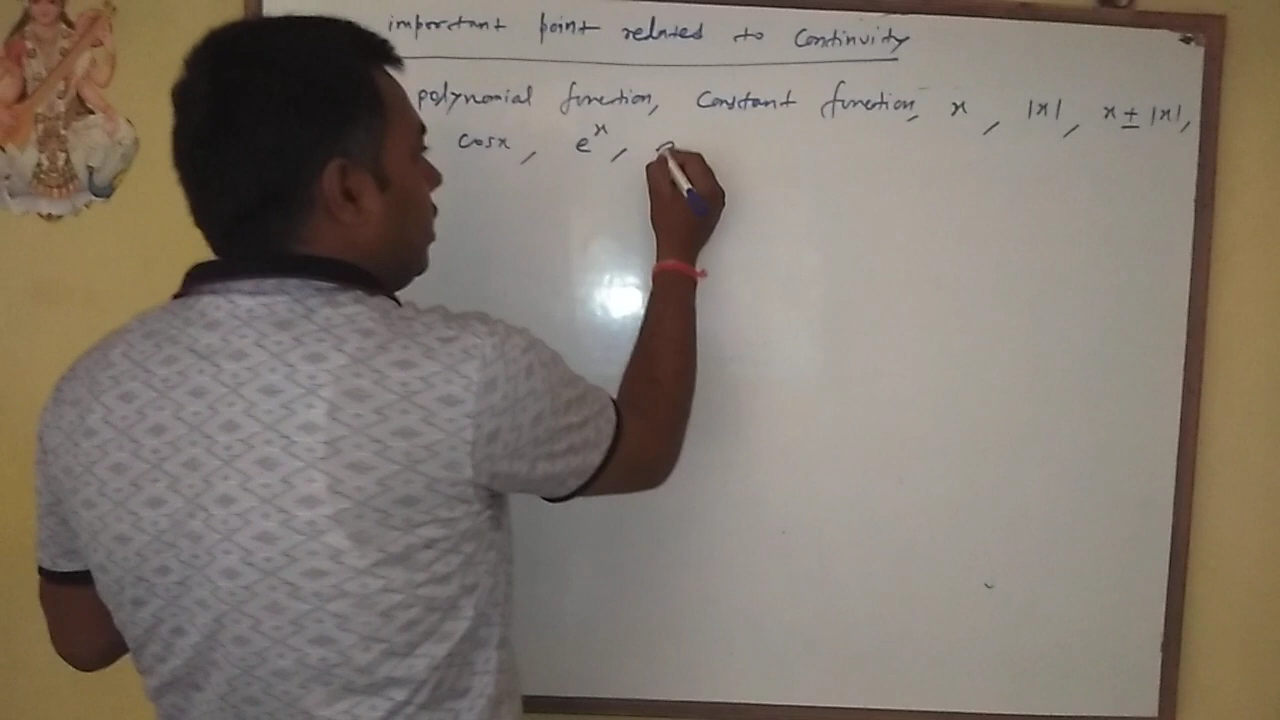 important point related to Continuity
polynomial function, Constant function, x, |x|, x ± |x|,
cosx, e^x,